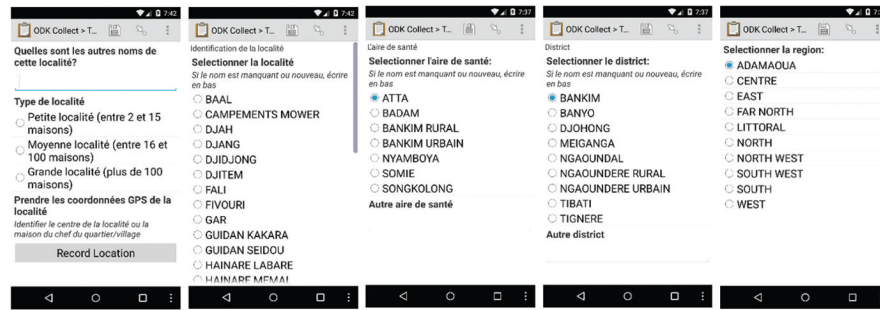 7:42
ODK Collect > T...
Quelles sont les autres noms de
cette localité?
Type de localité
Petite localité (entre 2 et 15
maisons)
Moyenne localité (entre 16 et
100 maisons)
Grande localité (plus de 100
maisons)
Prendre les coordonnées GPS de la
localité
Identifier le centre de la localité ou la
maison du chef du quartier/village
Record Location
7:42
ODK Collect > T...
Identification de la localité
Selectionner la localité
Si le nom est manquant ou nouveau, écrire
en bas
BAAL
CAMPEMENTS MOWER
DJAH
DJANG
DJIDJONG
DJITEM
FALI
FIVOURI
GAR
GUIDAN KAKARA
GUIDAN SEIDOU
HAINARE LABARE
HAINARE MEMAL
7:37
ODK Collect > T...
L'aire de santé
Selectionner l'aire de santé:
Si le nom est manquant ou nouveau, écrire
en bas
ATTA
BADAM
BANKIM RURAL
BANKIM URBAIN
NYAMBOYA
SOMIE
SONGKOLONG
Autre aire de santé
7:37
ODK Collect > T...
District
Selectionner le district:
Si le nom est manquant ou nouveau, écrire
en bas
BANKIM
BANYO
DJOHONG
MEIGANGA
NGAOUNDAL
NGAOUNDERE RURAL
NGAOUNDERE URBAIN
TIBATI
TIGNERE
Autre district
ODK Collect > T...
Selectionner la region:
ADAMAOUA
CENTRE
EAST
FAR NORTH
LITTORAL
NORTH
NORTH WEST
SOUTH WEST
SOUTH
WEST